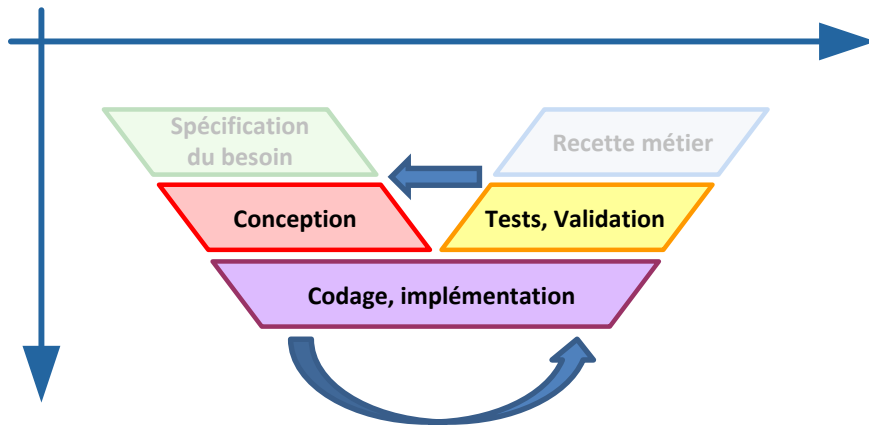 Spécification
du besoin
Recette métier
Conception
Tests, Validation
Codage, implémentation